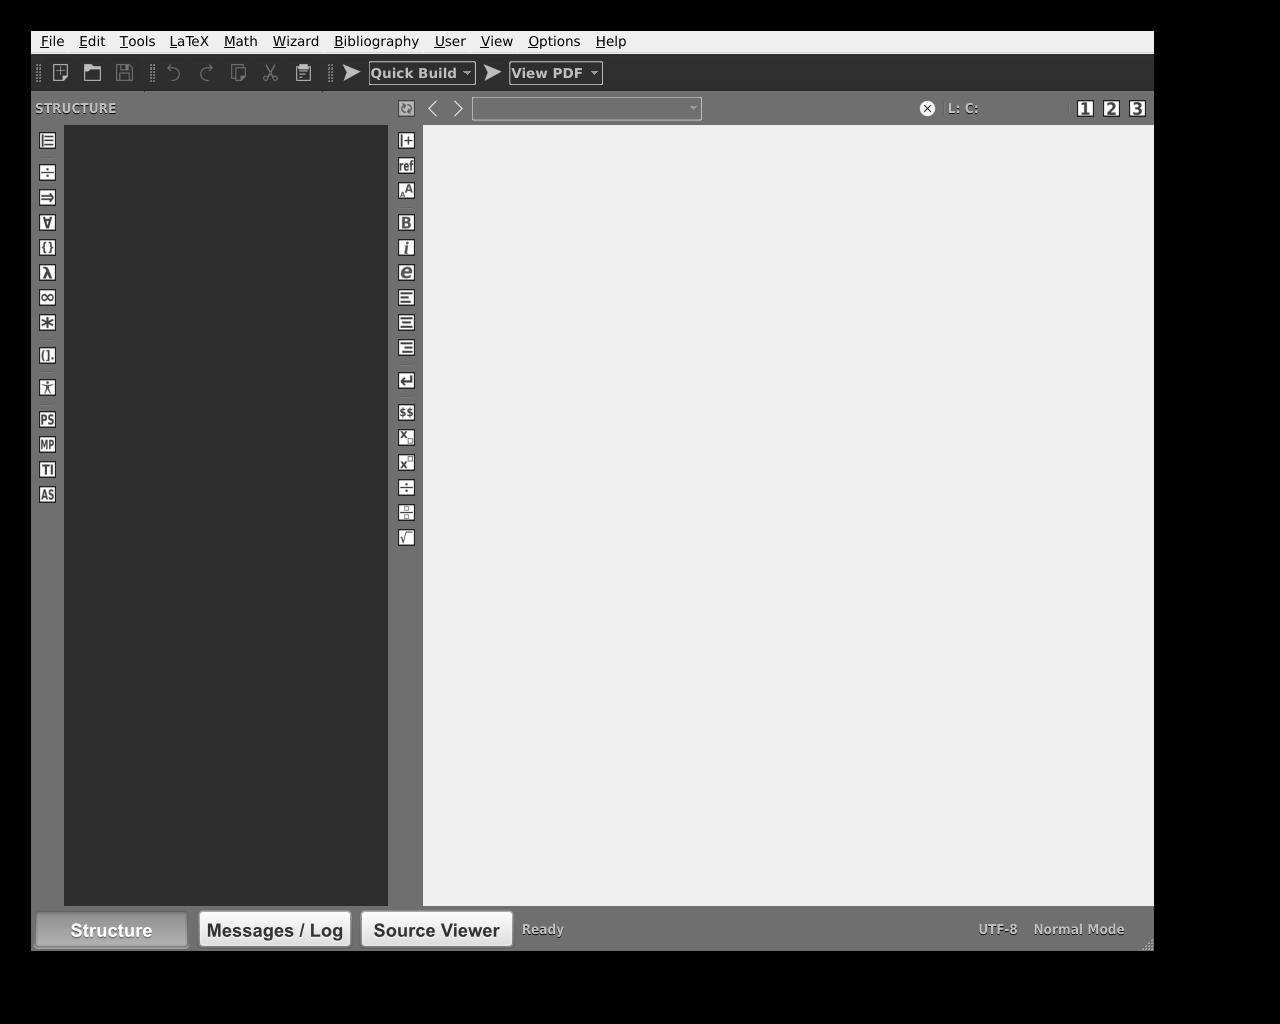 File Edit Tools LaTeX Math Wizard Bibliography User View Options Help
Quick Build View PDF
STRUCTURE L: C: 1 2 3
ref
AA
B
{}
i
λ
e
∞
(].
PS
$$
MP
x
TI
x
AS
Structure Messages / Log Source Viewer Ready UTF-8 Normal Mode